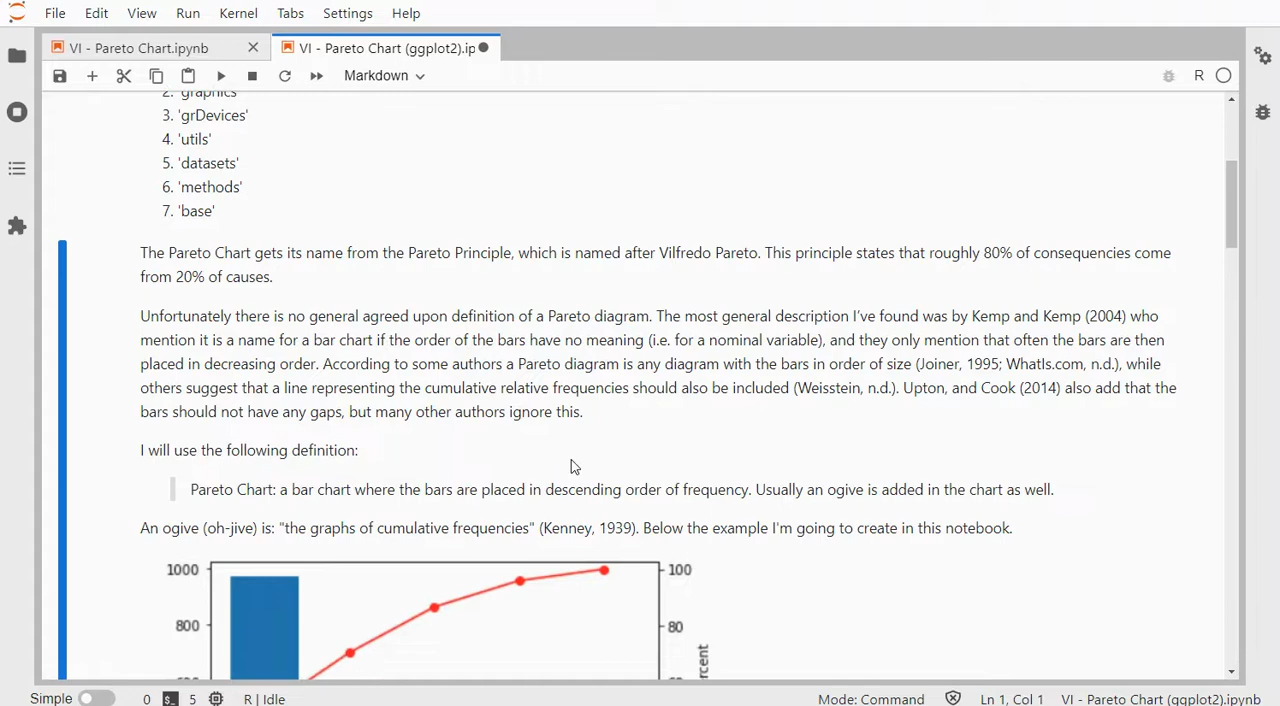 File Edit View Run Kernel Tabs Settings Help
VI - Pareto Chart.ipynb VI - Pareto Chart (ggplot2).ip
Markdown R
2. 'graphics'
3. 'grDevices'
4. 'utils'
5. 'datasets'
6. 'methods'
7. 'base'
The Pareto Chart gets its name from the Pareto Principle, which is named after Vilfredo Pareto. This principle states that roughly 80% of consequencies come
from 20% of causes.
Unfortunately there is no general agreed upon definition of a Pareto diagram. The most general description I've found was by Kemp and Kemp (2004) who
mention it is a name for a bar chart if the order of the bars have no meaning (i.e. for a nominal variable), and they only mention that often the bars are then
placed in decreasing order. According to some authors a Pareto diagram is any diagram with the bars in order of size (Joiner, 1995; WhatIs.com, n.d.), while
others suggest that a line representing the cumulative relative frequencies should also be included (Weisstein, n.d.). Upton, and Cook (2014) also add that the
bars should not have any gaps, but many other authors ignore this.
I will use the following definition:
Pareto Chart: a bar chart where the bars are placed in descending order of frequency. Usually an ogive is added in the chart as well.
An ogive (oh-jive) is: "the graphs of cumulative frequencies" (Kenney, 1939). Below the example I'm going to create in this notebook.
1000 100
800 80
ercent
Simple 0 5 R | Idle Mode: Command Ln 1, Col 1 VI - Pareto Chart (ggplot2).ipynb